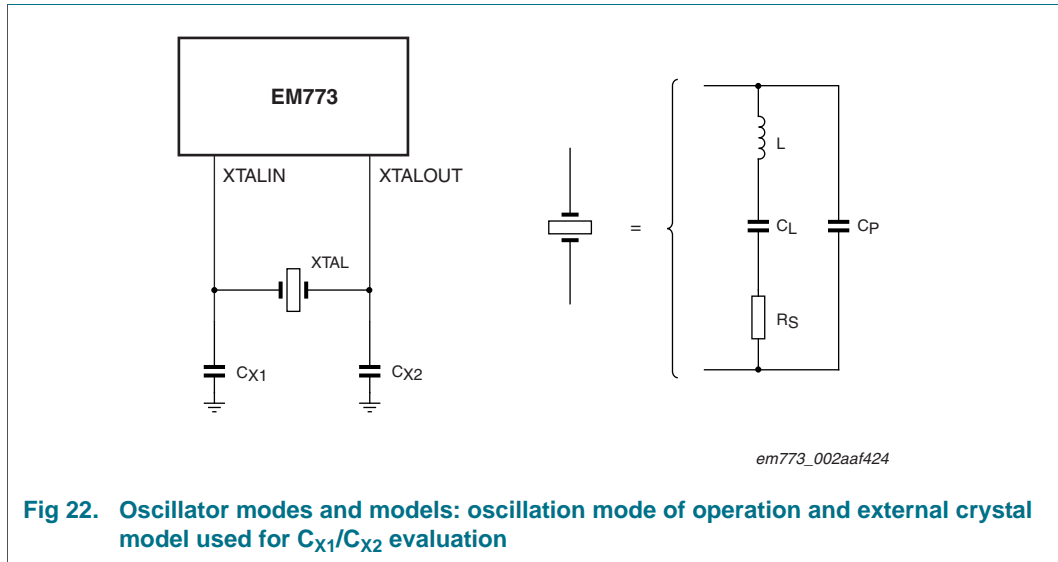 EM773
XTALIN
XTALOUT
XTAL
CX1
CX2
=
L
CL
CP
RS
em773_002aaf424
Fig 22. Oscillator modes and models: oscillation mode of operation and external crystal
model used for CX1/CX2 evaluation